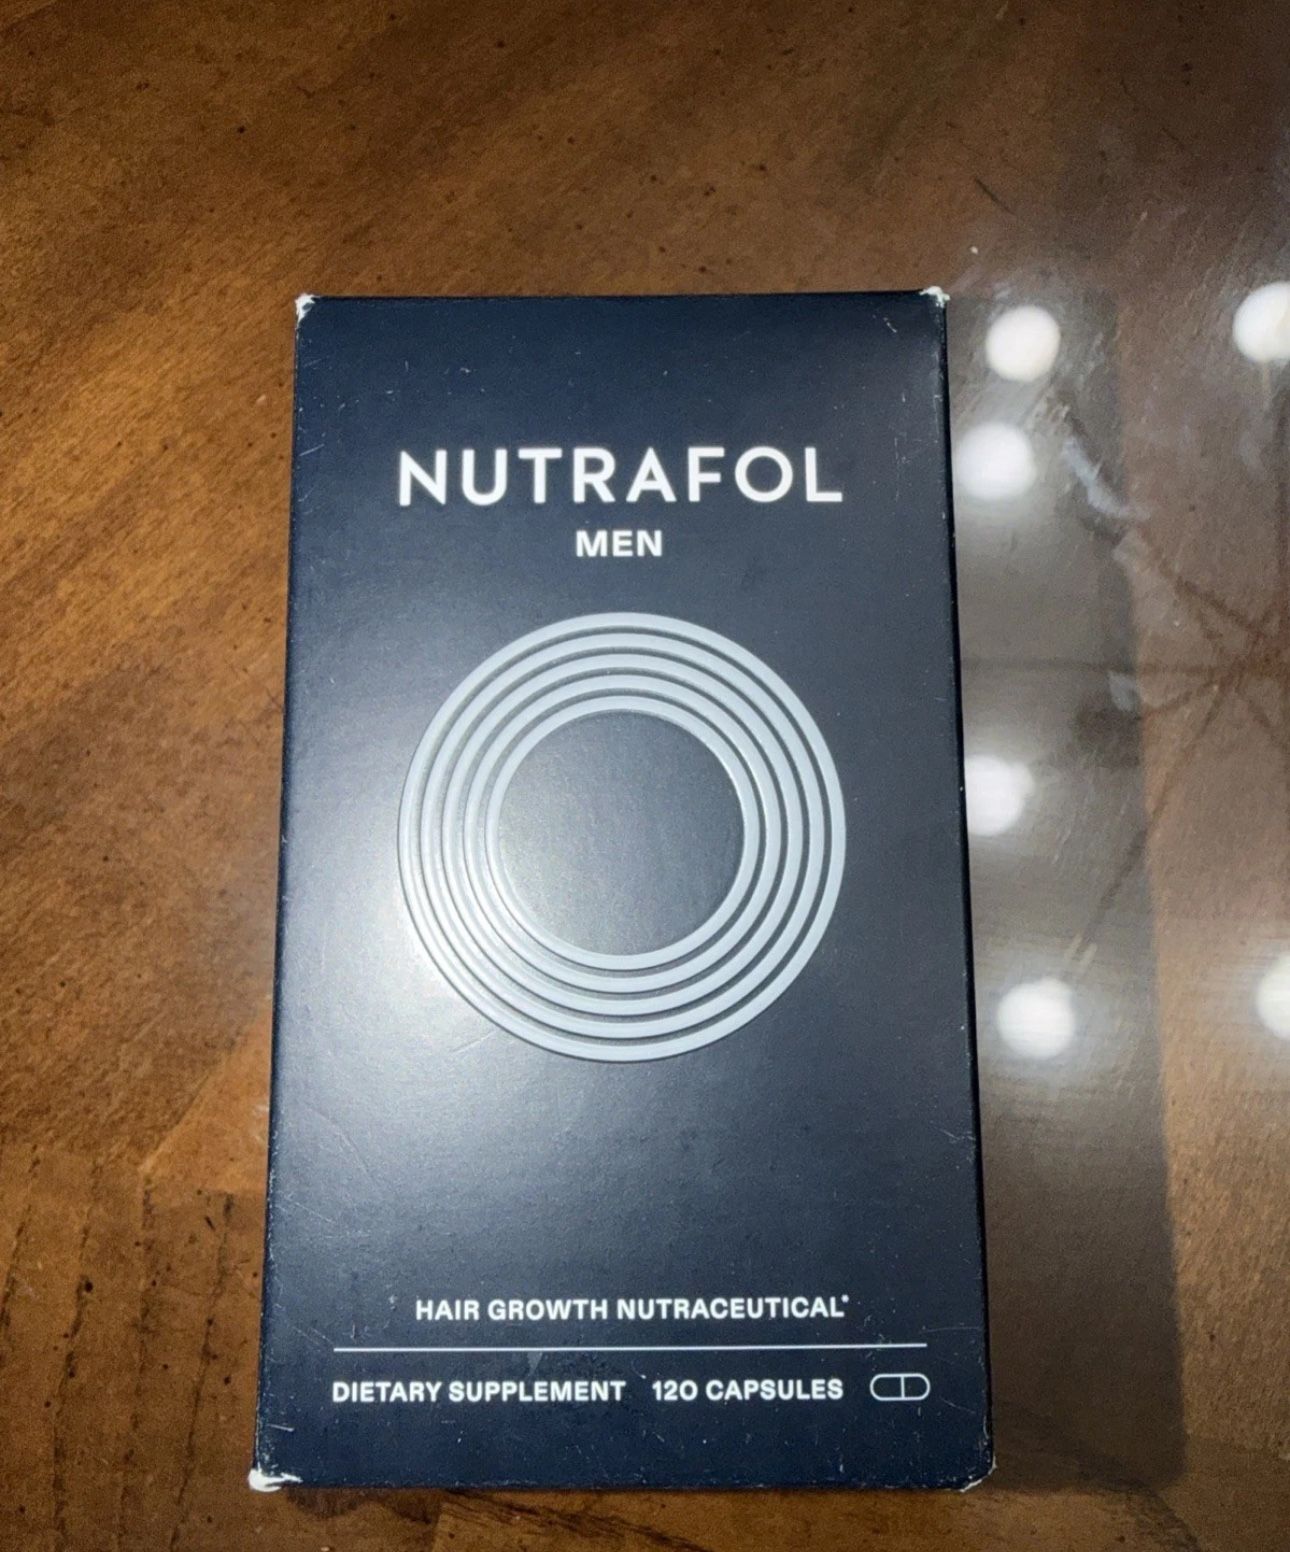 NUTRAFOL
MEN
HAIR GROWTH NUTRACEUTICAL*
DIETARY SUPPLEMENT 120 CAPSULES